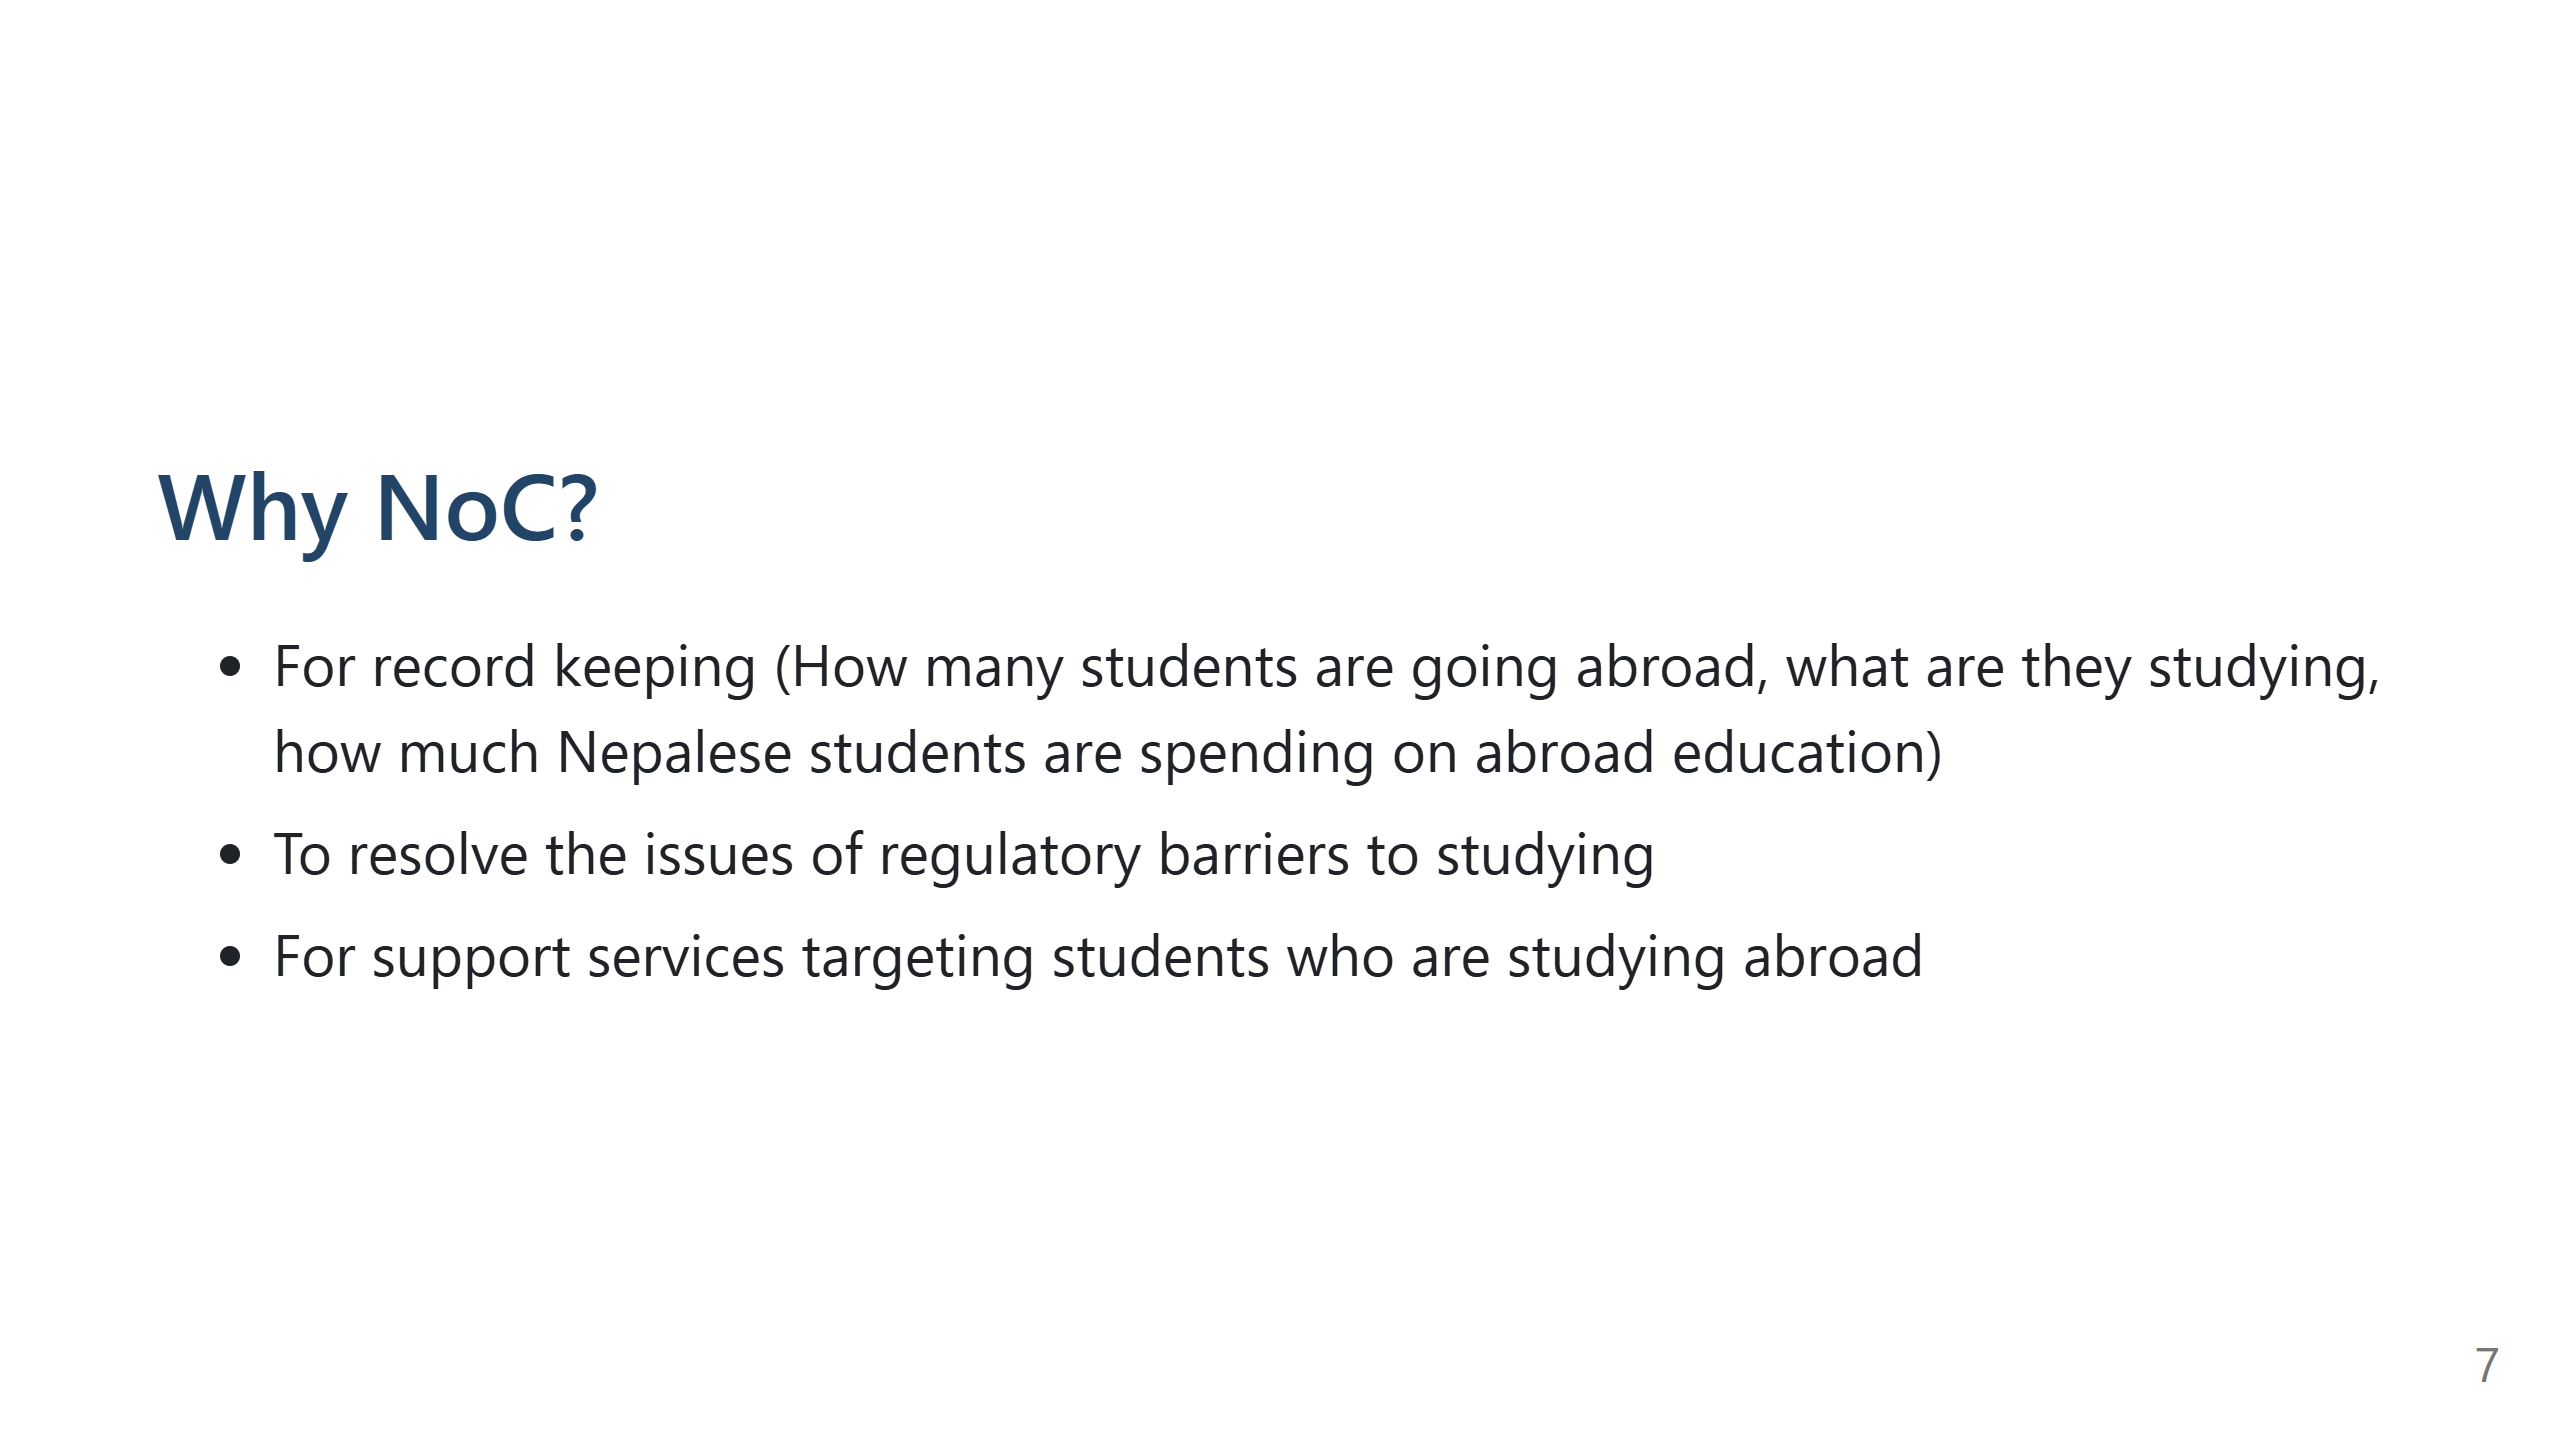 Why NoC?
• For record keeping (How many students are going abroad, what are they studying,
how much Nepalese students are spending on abroad education)
• To resolve the issues of regulatory barriers to studying
• For support services targeting students who are studying abroad
7